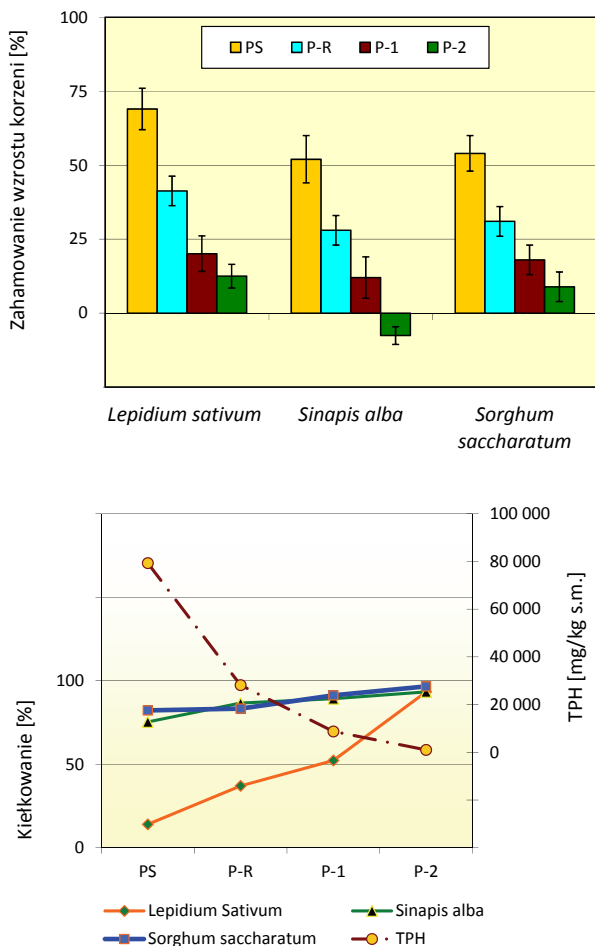 Zahamowanie wzrostu korzeni [%]
100
75
50
25
0
PS P-R P-1 P-2
Lepidium sativum Sinapis alba Sorghum
saccharatum
Kiełkowanie [%]
100
50
0
100 000
80 000
60 000
40 000
20 000
0
TPH [mg/kg s.m.]
PS P-R P-1 P-2
Lepidium Sativum Sinapis alba
Sorghum saccharatum TPH